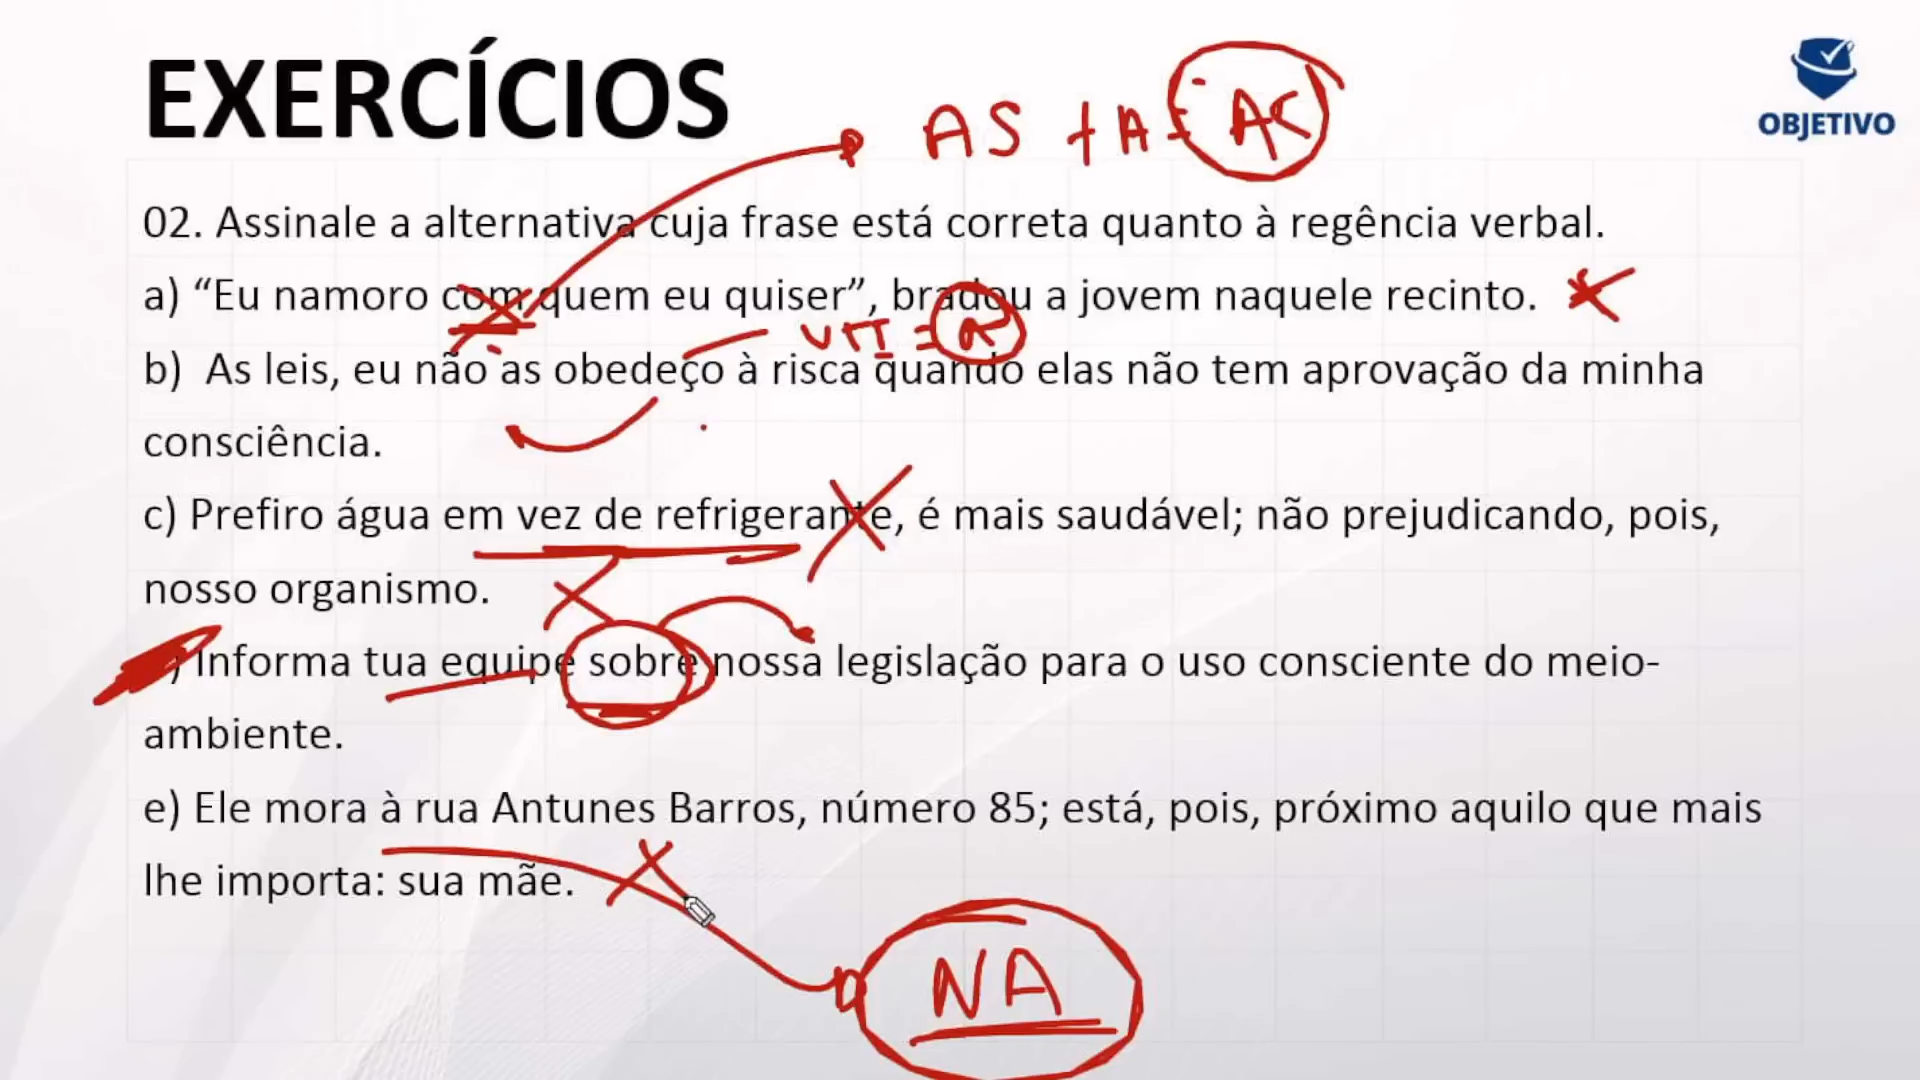 EXERCÍCIOS
AS + A = AC
OBJETIVO
02. Assinale a alternativa cuja frase está correta quanto à regência verbal.
a) “Eu namoro com quem eu quiser”, bradou a jovem naquele recinto.
VTI = a
b) As leis, eu não as obedeço à risca quando elas não tem aprovação da minha
consciência.
c) Prefiro água em vez de refrigerante, é mais saudável; não prejudicando, pois,
nosso organismo.
) Informa tua equipe sobre nossa legislação para o uso consciente do meio-
ambiente.
e) Ele mora à rua Antunes Barros, número 85; está, pois, próximo aquilo que mais
lhe importa: sua mãe.
NA